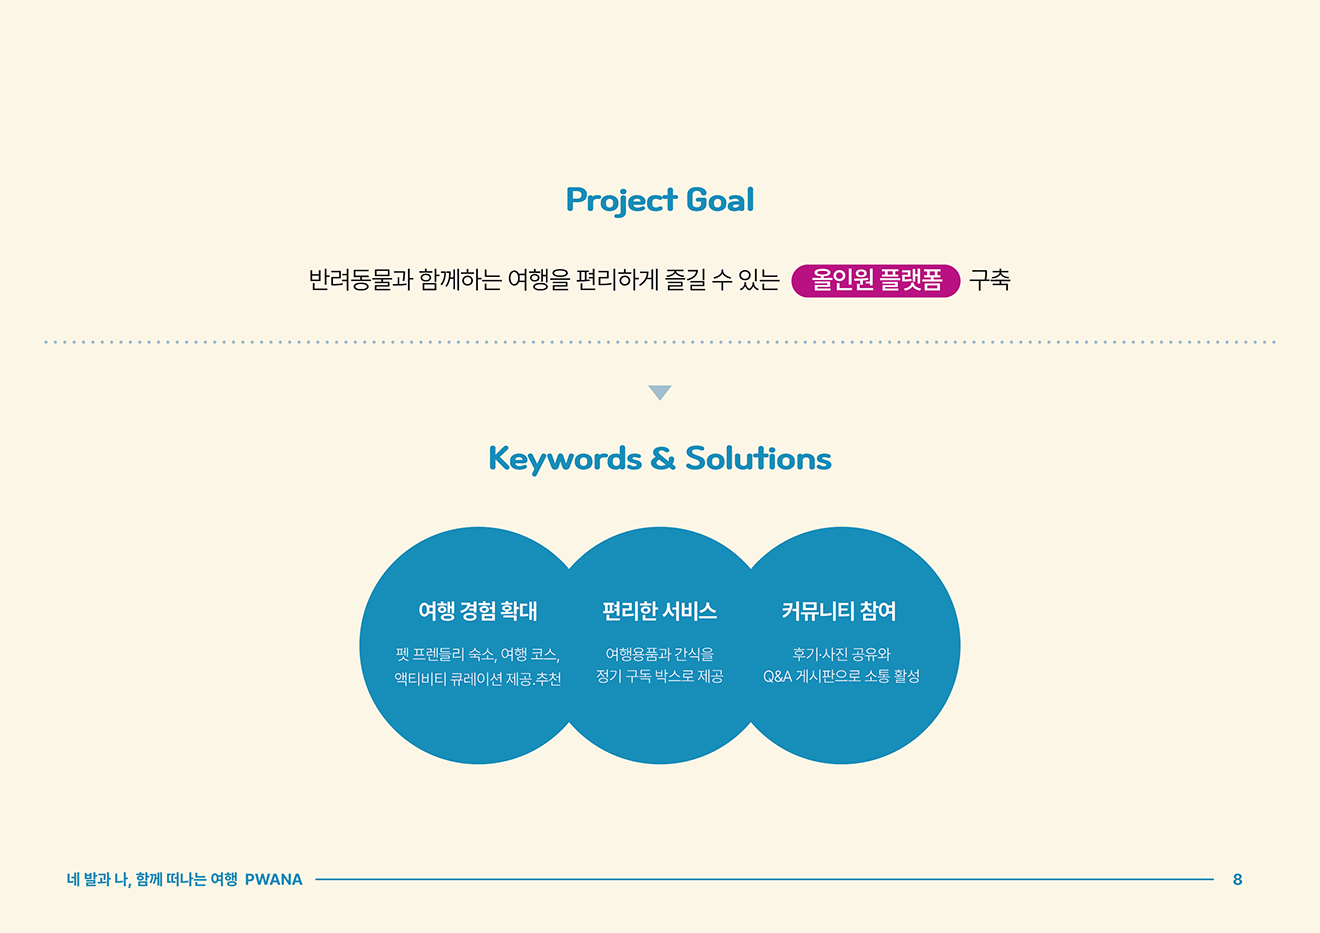 Project Goal
반려동물과 함께하는 여행을 편리하게 즐길 수 있는 올인원 플랫폼 구축
Keywords & Solutions
여행 경험 확대
펫 프렌들리 숙소, 여행 코스,
액티비티 큐레이션 제공.추천
편리한 서비스
여행용품과 간식을
정기 구독 박스로 제공
커뮤니티 참여
후기·사진 공유와
Q&A 게시판으로 소통 활성
네 발과 나, 함께 떠나는 여행 PWANA
8